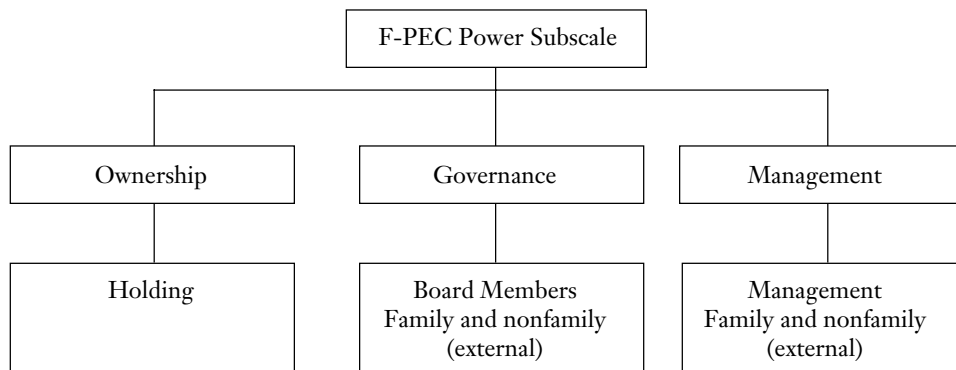 F-PEC Power Subscale
Ownership
Governance
Management
Holding
Board Members
Family and nonfamily
(external)
Management
Family and nonfamily
(external)